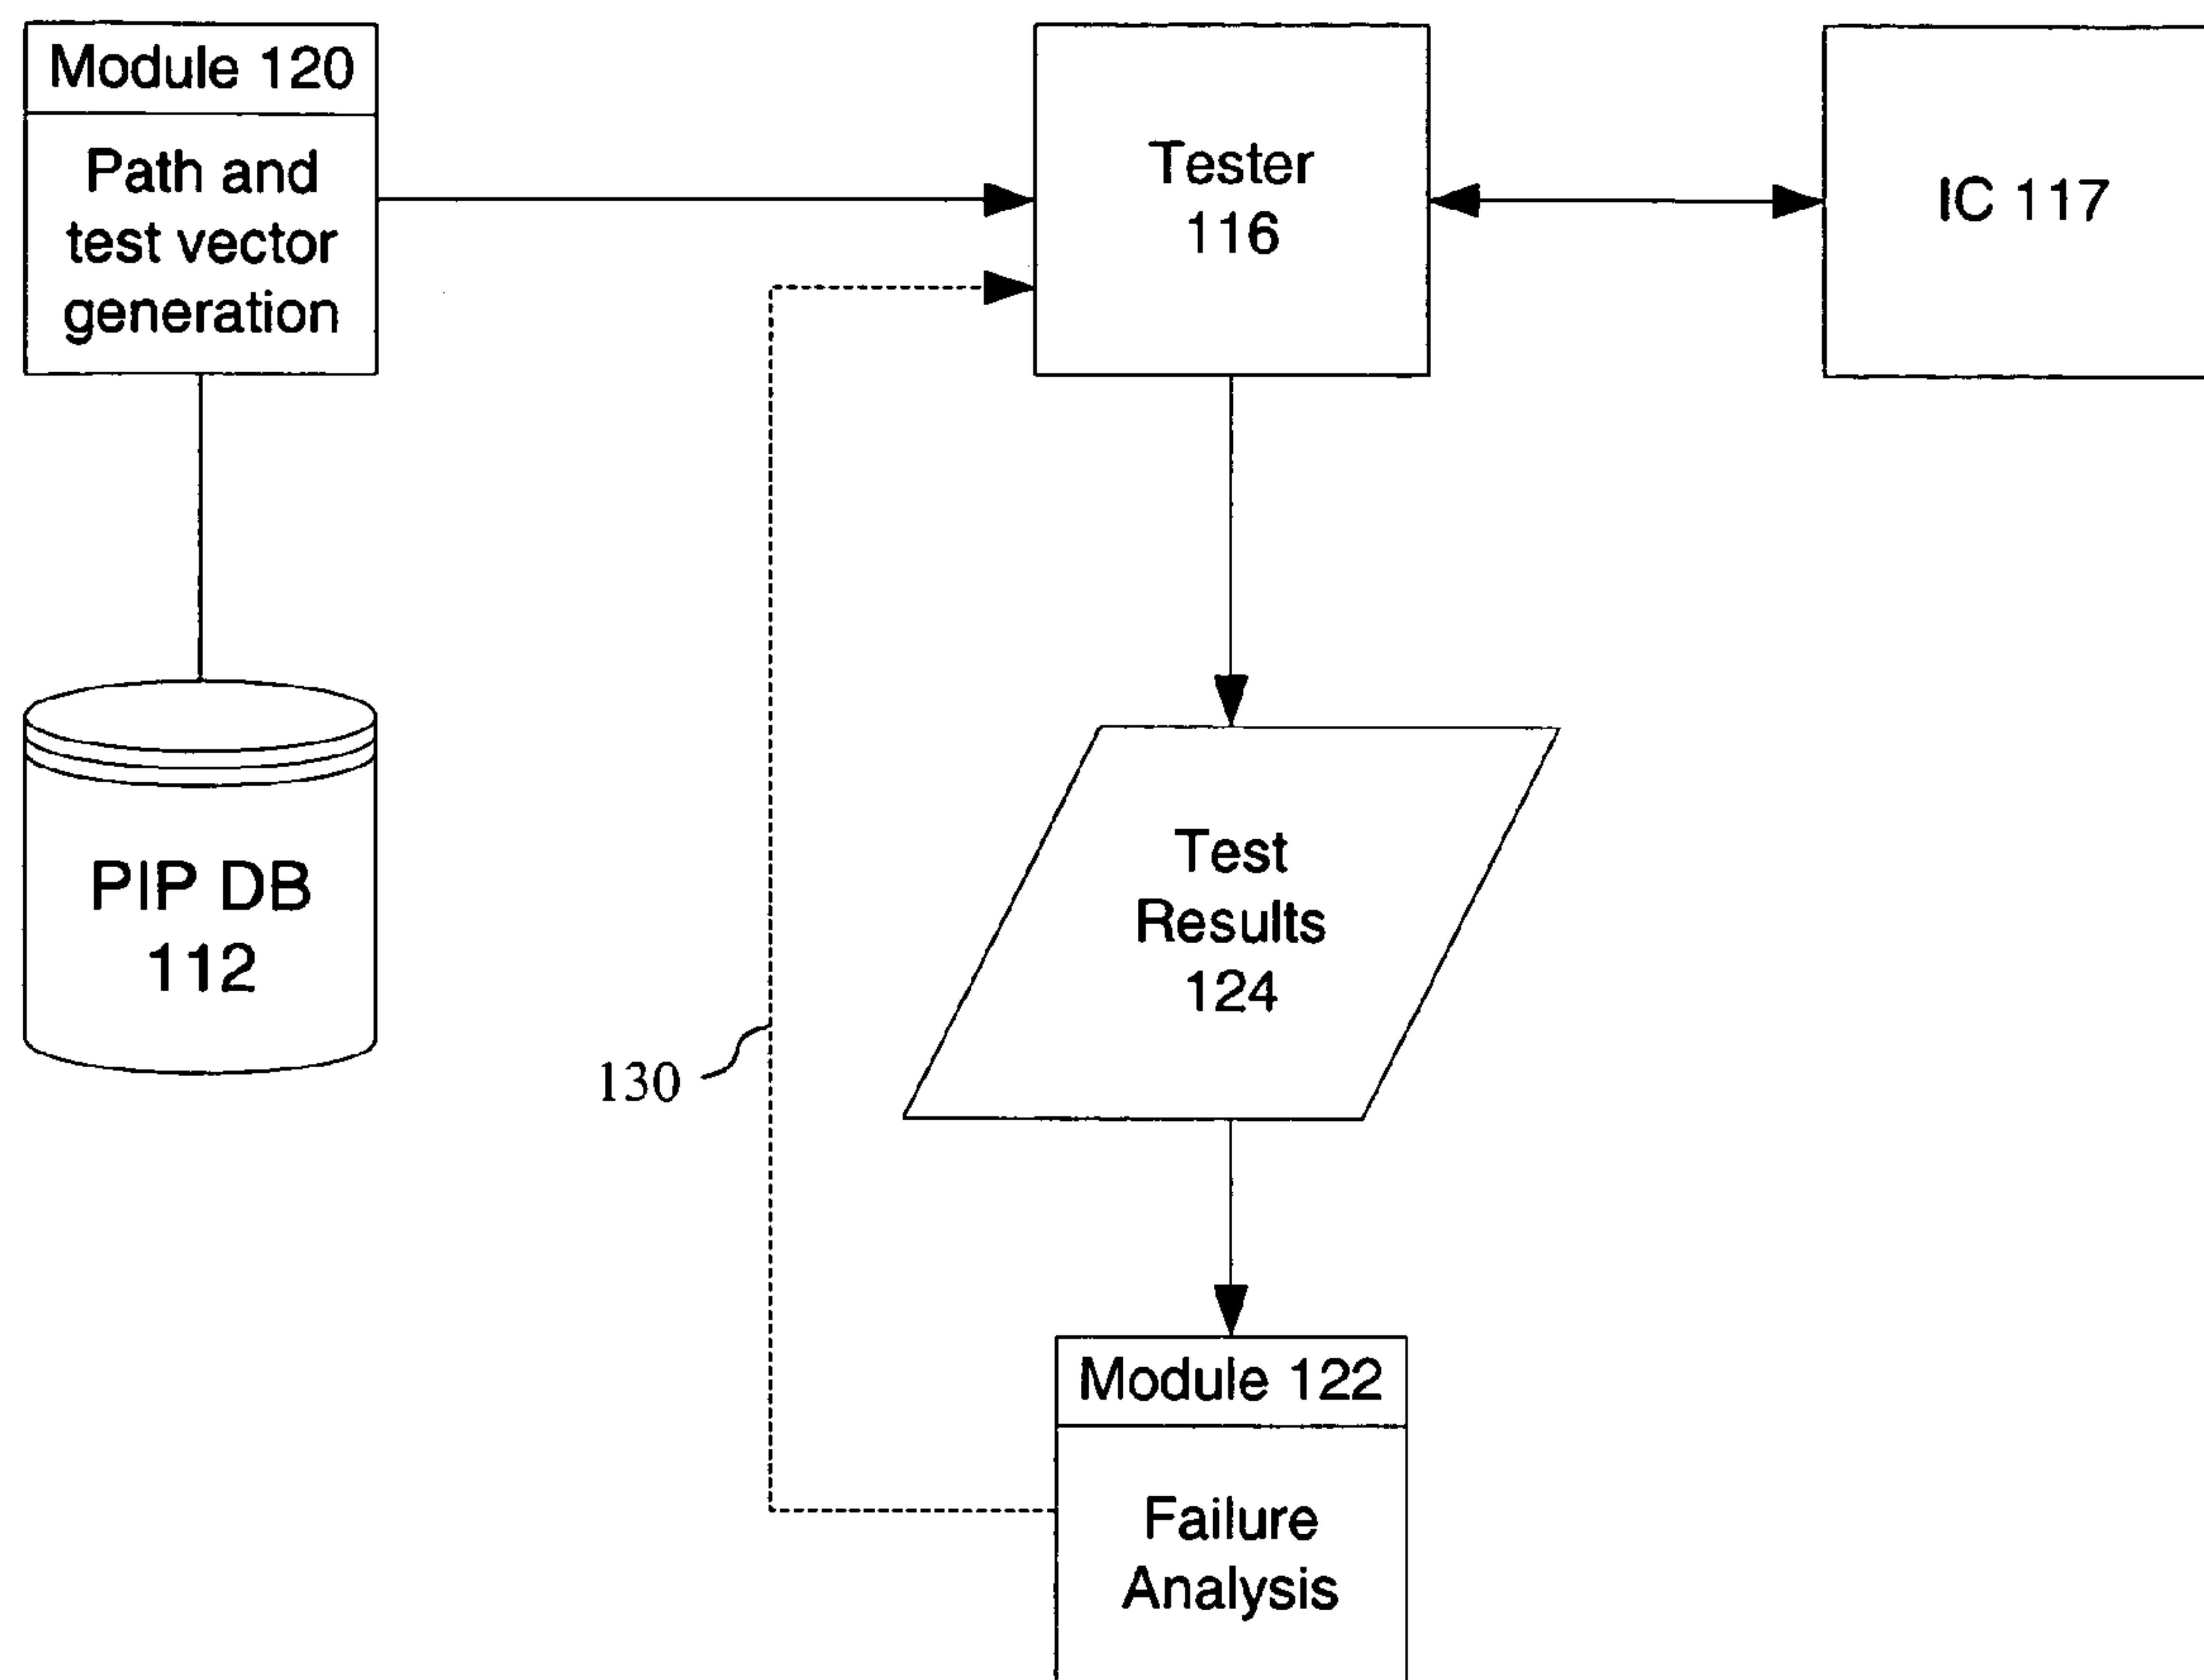 Module 120
Path and
test vector
generation
Tester
116
IC 117
PIP DB
112
Test
Results
124
130
Module 122
Failure
Analysis